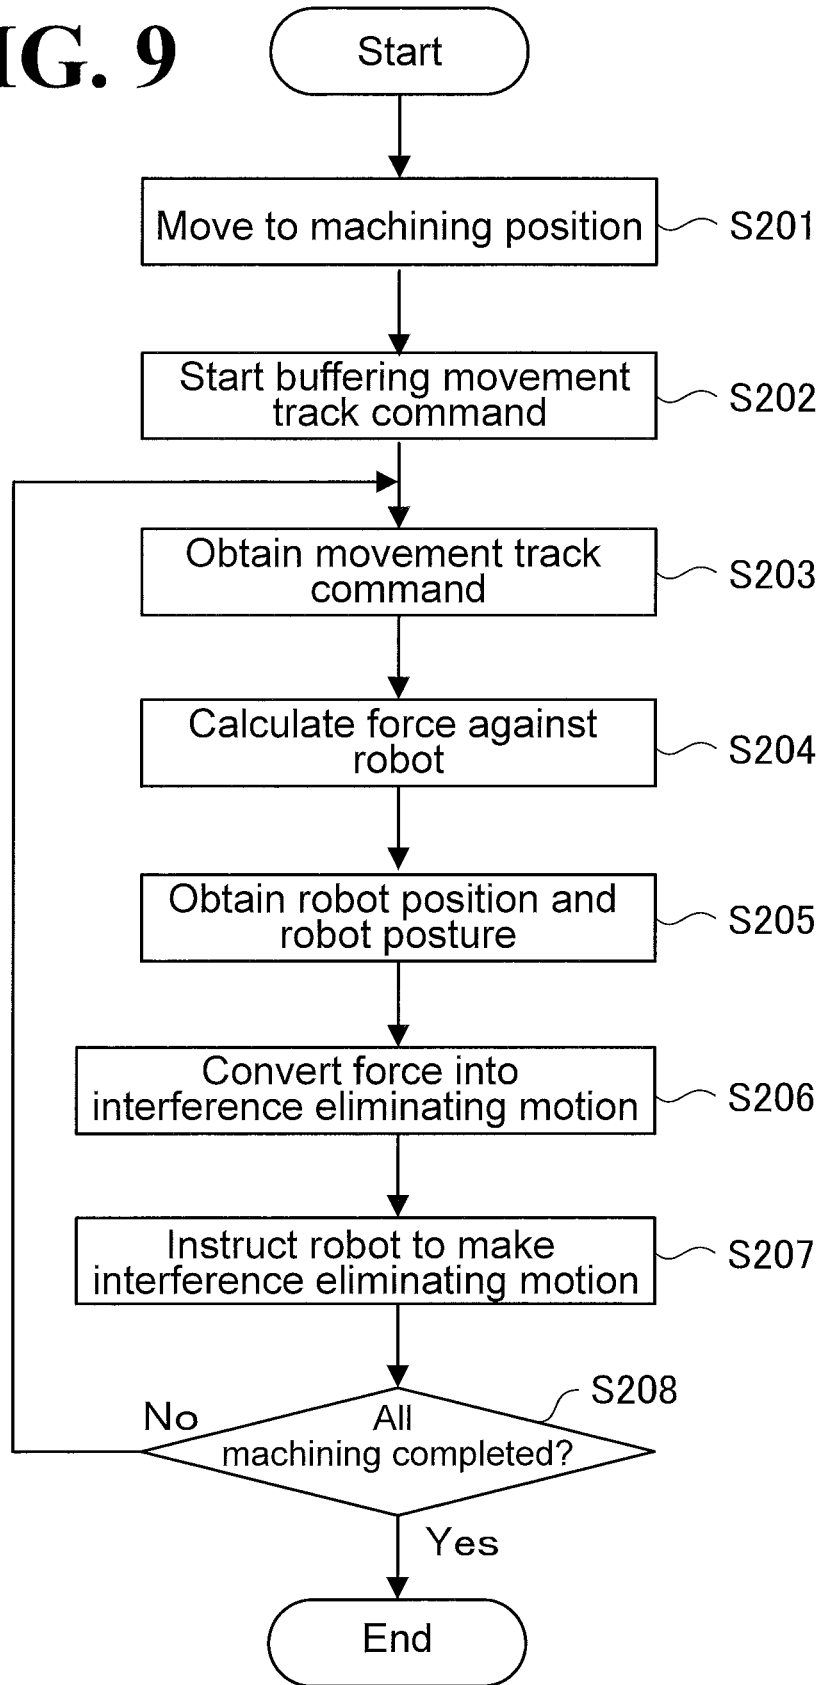 IG. 9
Start
Move to machining position
S201
Start buffering movement
track command
S202
Obtain movement track
command
S203
Calculate force against
robot
S204
Obtain robot position and
robot posture
S205
Convert force into
interference eliminating motion
S206
Instruct robot to make
interference eliminating motion
S207
S208
No
All
machining completed?
Yes
End